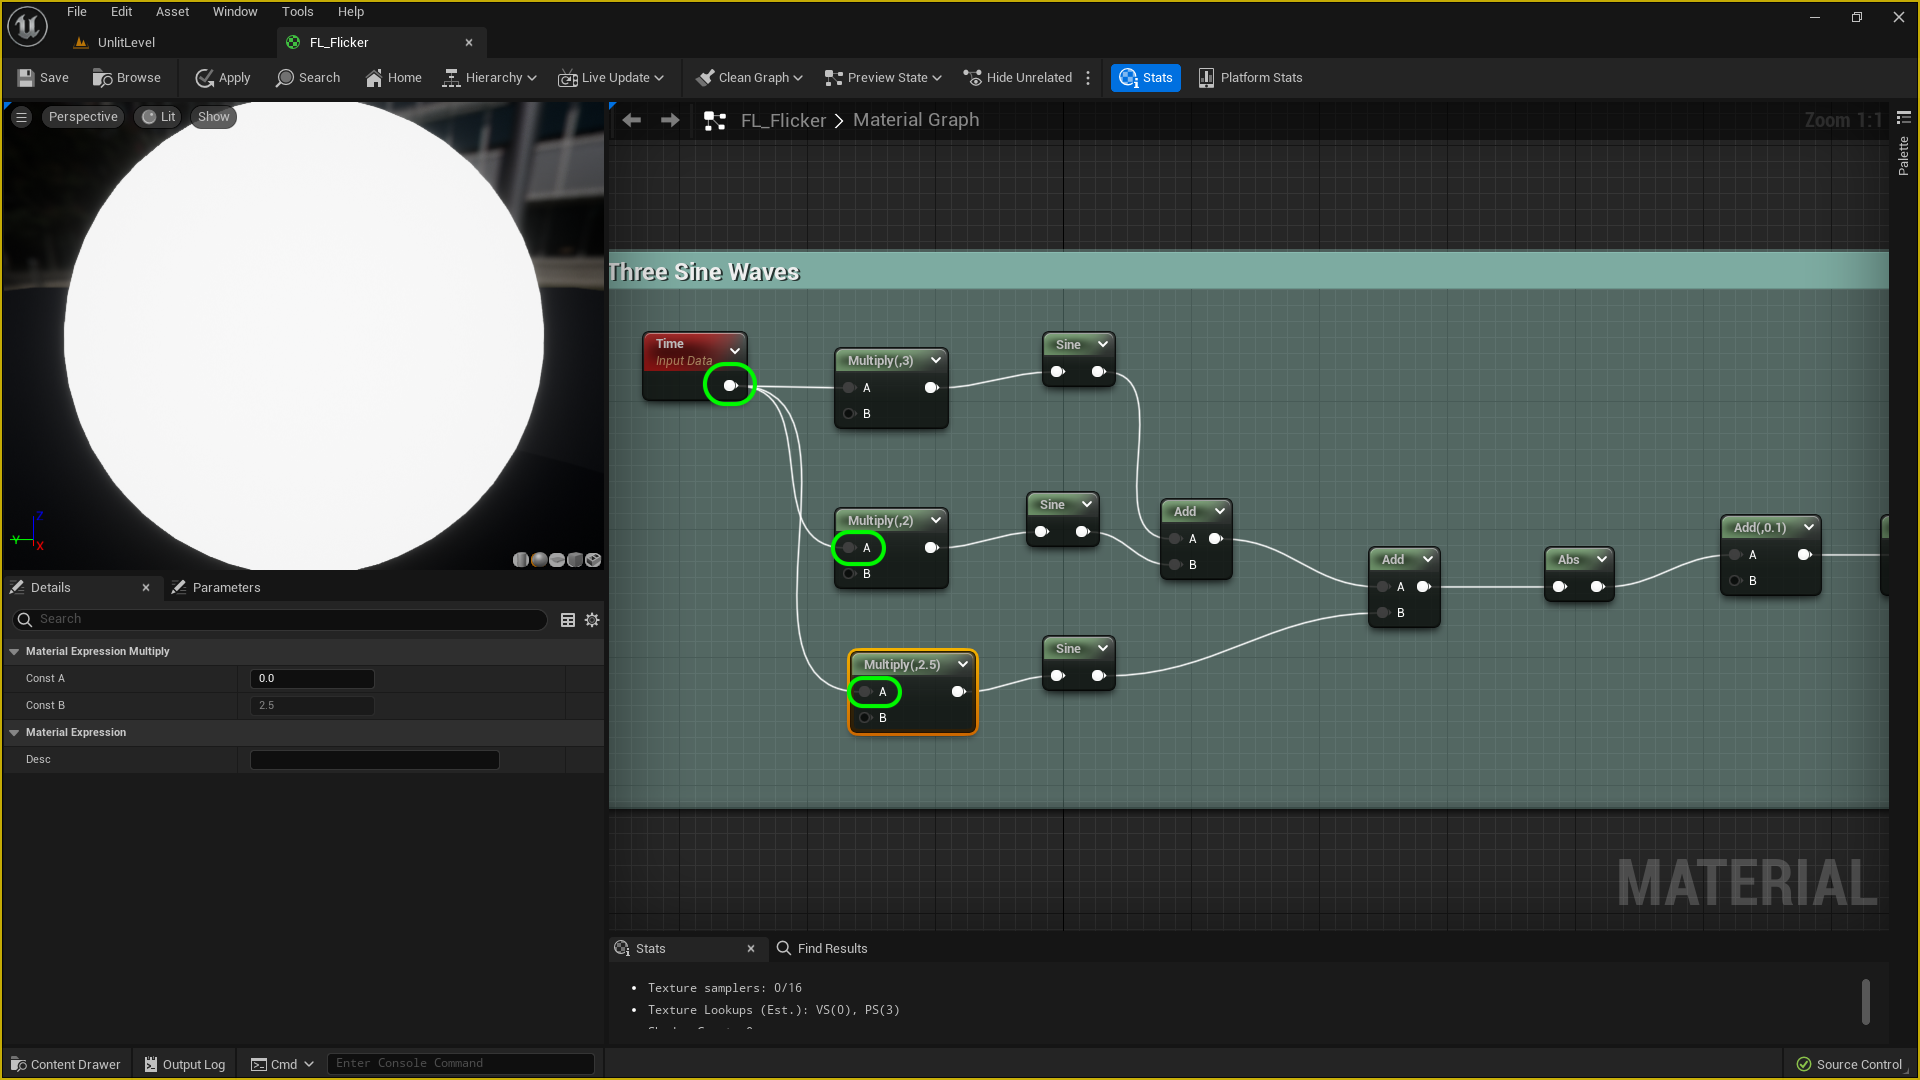 File Edit Asset Window Tools Help
UnlitLevel
FL_Flicker
Save Browse Apply Search Home Hierarchy Live Update Clean Graph Preview State Hide Unrelated Stats Platform Stats
Perspective Lit Show
FL_Flicker > Material Graph
Zoom 1:1
Palette
Three Sine Waves
Time
Input Data
Multiply(,3)
A
B
Sine
Multiply(,2)
A
B
Sine
Add
A
B
Multiply(,2.5)
A
B
Sine
Add
A
B
Abs
Add(,0.1)
A
B
MATERIAL
Z
Y
X
Details
Parameters
Search
Material Expression Multiply
Const A 0.0
Const B 2.5
Material Expression
Desc
Stats
Find Results
• Texture samplers: 0/16
• Texture Lookups (Est.): VS(0), PS(3)
Content Drawer Output Log Cmd Enter Console Command
Source Control